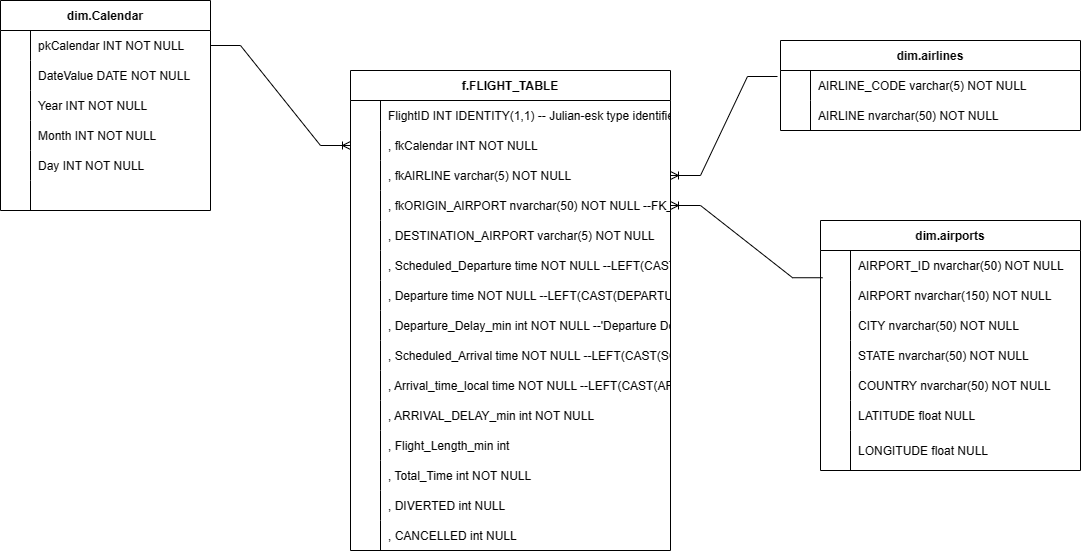 dim.Calendar
pkCalendar INT NOT NULL
DateValue DATE NOT NULL
Year INT NOT NULL
Month INT NOT NULL
Day INT NOT NULL
f.FLIGHT_TABLE
FlightID INT IDENTITY(1,1) -- Julian-esk type identifie
, fkCalendar INT NOT NULL
, fkAIRLINE varchar(5) NOT NULL
, fkORIGIN_AIRPORT nvarchar(50) NOT NULL --FK_
, DESTINATION_AIRPORT varchar(5) NOT NULL
, Scheduled_Departure time NOT NULL --LEFT(CAST
, Departure time NOT NULL --LEFT(CAST(DEPARTU
, Departure_Delay_min int NOT NULL --'Departure De
, Scheduled_Arrival time NOT NULL --LEFT(CAST(SC
, Arrival_time_local time NOT NULL --LEFT(CAST(AR
, ARRIVAL_DELAY_min int NOT NULL
, Flight_Length_min int
, Total_Time int NOT NULL
, DIVERTED int NULL
, CANCELLED int NULL
dim.airlines
AIRLINE_CODE varchar(5) NOT NULL
AIRLINE nvarchar(50) NOT NULL
dim.airports
AIRPORT_ID nvarchar(50) NOT NULL
AIRPORT nvarchar(150) NOT NULL
CITY nvarchar(50) NOT NULL
STATE nvarchar(50) NOT NULL
COUNTRY nvarchar(50) NOT NULL
LATITUDE float NULL
LONGITUDE float NULL